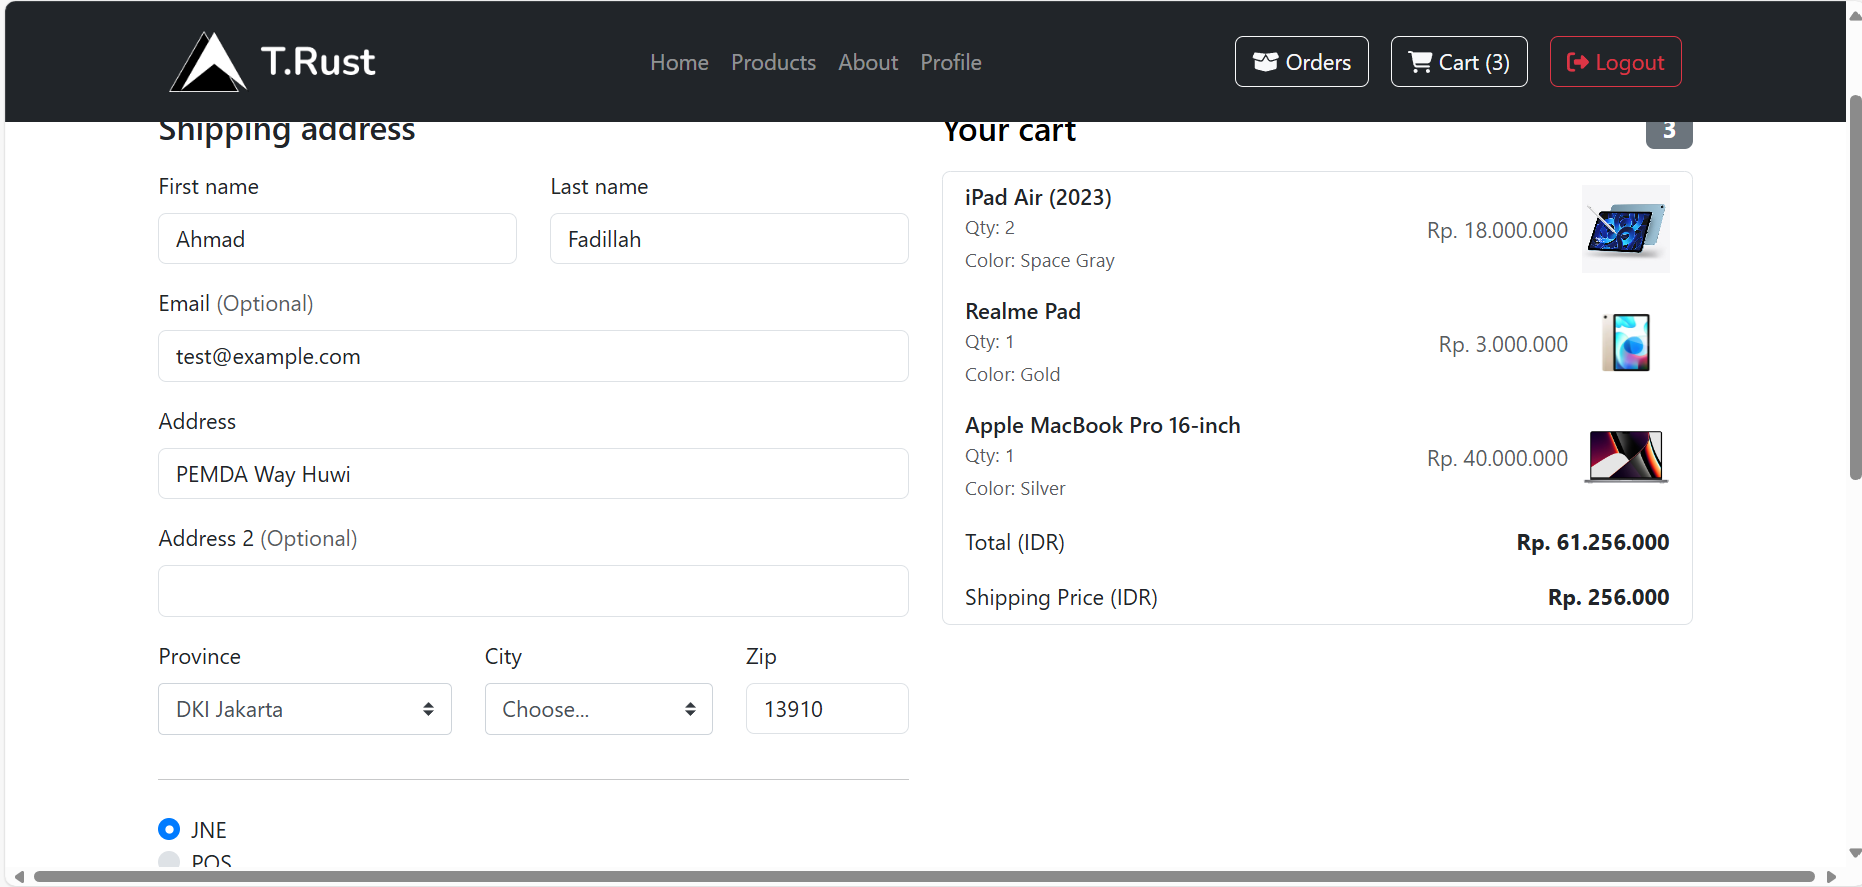 T.Rust
Home Products About Profile
Orders
Cart (3)
Logout
Shipping address
First name
Last name
Ahmad
Fadillah
Email (Optional)
test@example.com
Address
PEMDA Way Huwi
Address 2 (Optional)
Province
City
Zip
DKI Jakarta
Choose...
13910
JNE
POS
Your cart
3
iPad Air (2023)
Qty: 2
Color: Space Gray
Rp. 18.000.000
Realme Pad
Qty: 1
Color: Gold
Rp. 3.000.000
Apple MacBook Pro 16-inch
Qty: 1
Color: Silver
Rp. 40.000.000
Total (IDR)
Rp. 61.256.000
Shipping Price (IDR)
Rp. 256.000